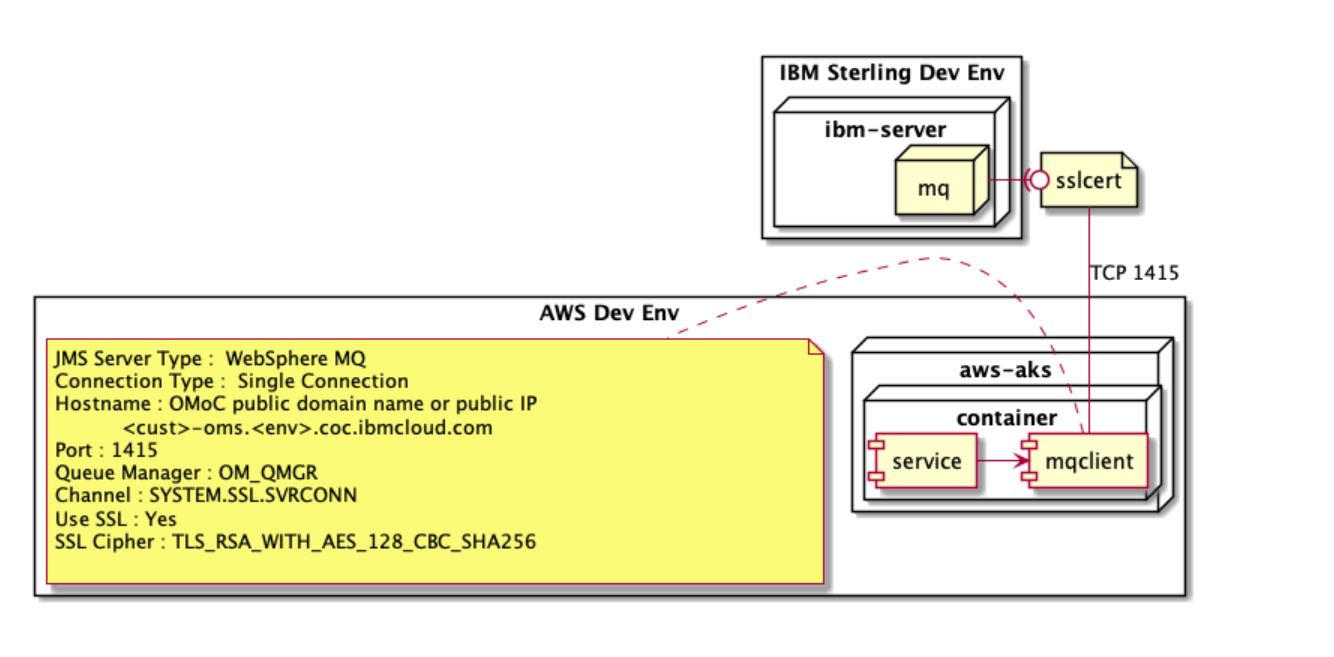 IBM Sterling Dev Env
ibm-server
mq
sslcert
TCP 1415
AWS Dev Env
JMS Server Type :  WebSphere MQ
Connection Type :  Single Connection
Hostname : OMoC public domain name or public IP
<cust>-oms.<env>.coc.ibmcloud.com
Port : 1415
Queue Manager : OM_QMGR
Channel : SYSTEM.SSL.SVRCONN
Use SSL : Yes
SSL Cipher : TLS_RSA_WITH_AES_128_CBC_SHA256
aws-aks
container
service
mqclient